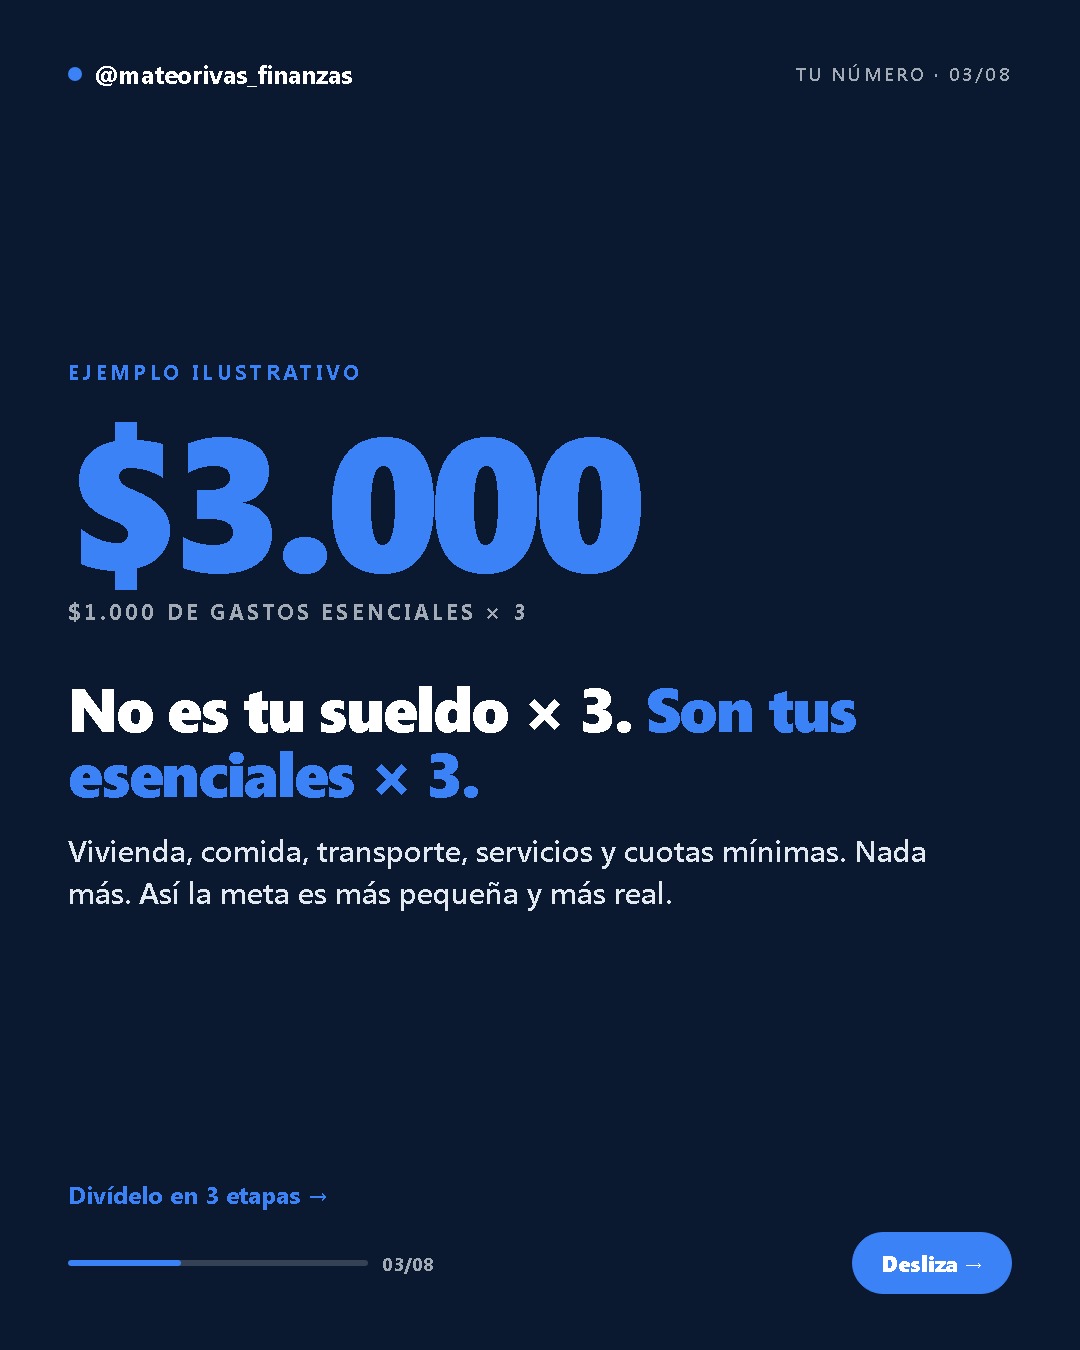 @mateorivas_finanzas
TU NÚMERO · 03/08
EJEMPLO ILUSTRATIVO
$3.000
$1.000 DE GASTOS ESENCIALES × 3
No es tu sueldo × 3. Son tus
esenciales × 3.
Vivienda, comida, transporte, servicios y cuotas mínimas. Nada
más. Así la meta es más pequeña y más real.
Divídelo en 3 etapas →
03/08
Desliza →